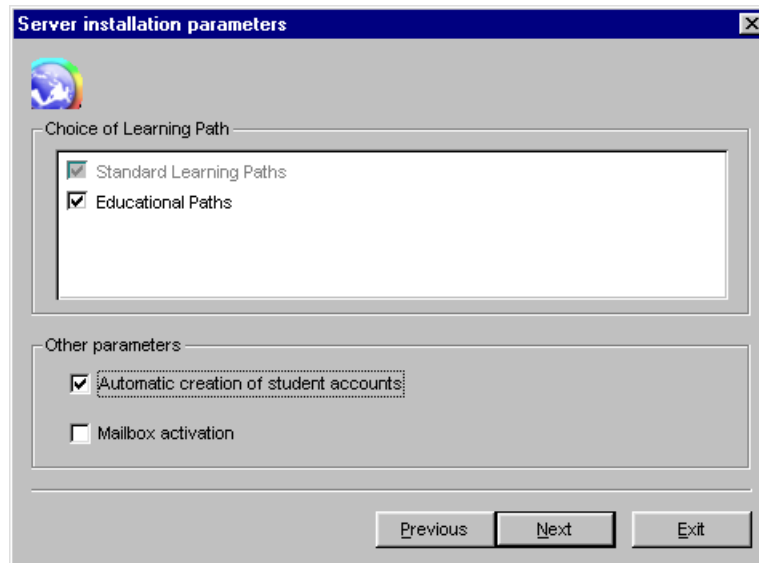 Server installation parameters
Choice of Learning Path
Standard Learning Paths
Educational Paths
Other parameters
Automatic creation of student accounts
Mailbox activation
Previous Next Exit